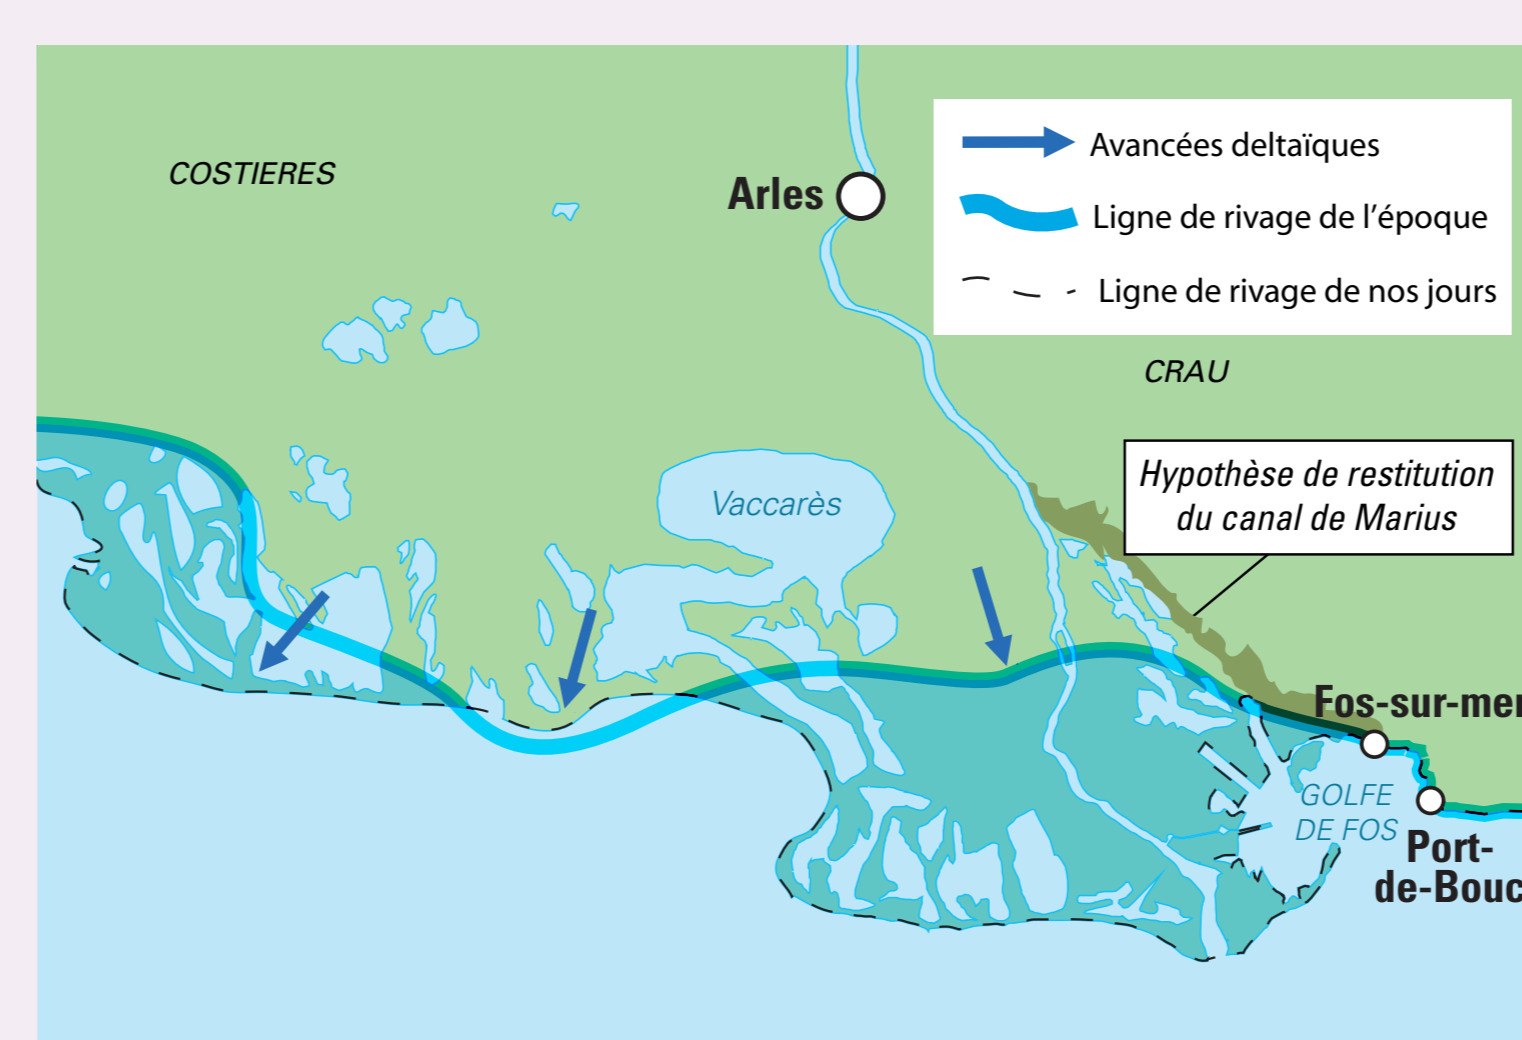 COSTIERES
Arles
Avancées deltaïques
Ligne de rivage de l'époque
Ligne de rivage de nos jours
CRAU
Hypothèse de restitution
du canal de Marius
Vaccarès
Fos-sur-mer
GOLFE
DE FOS
Port-
de-Bouc